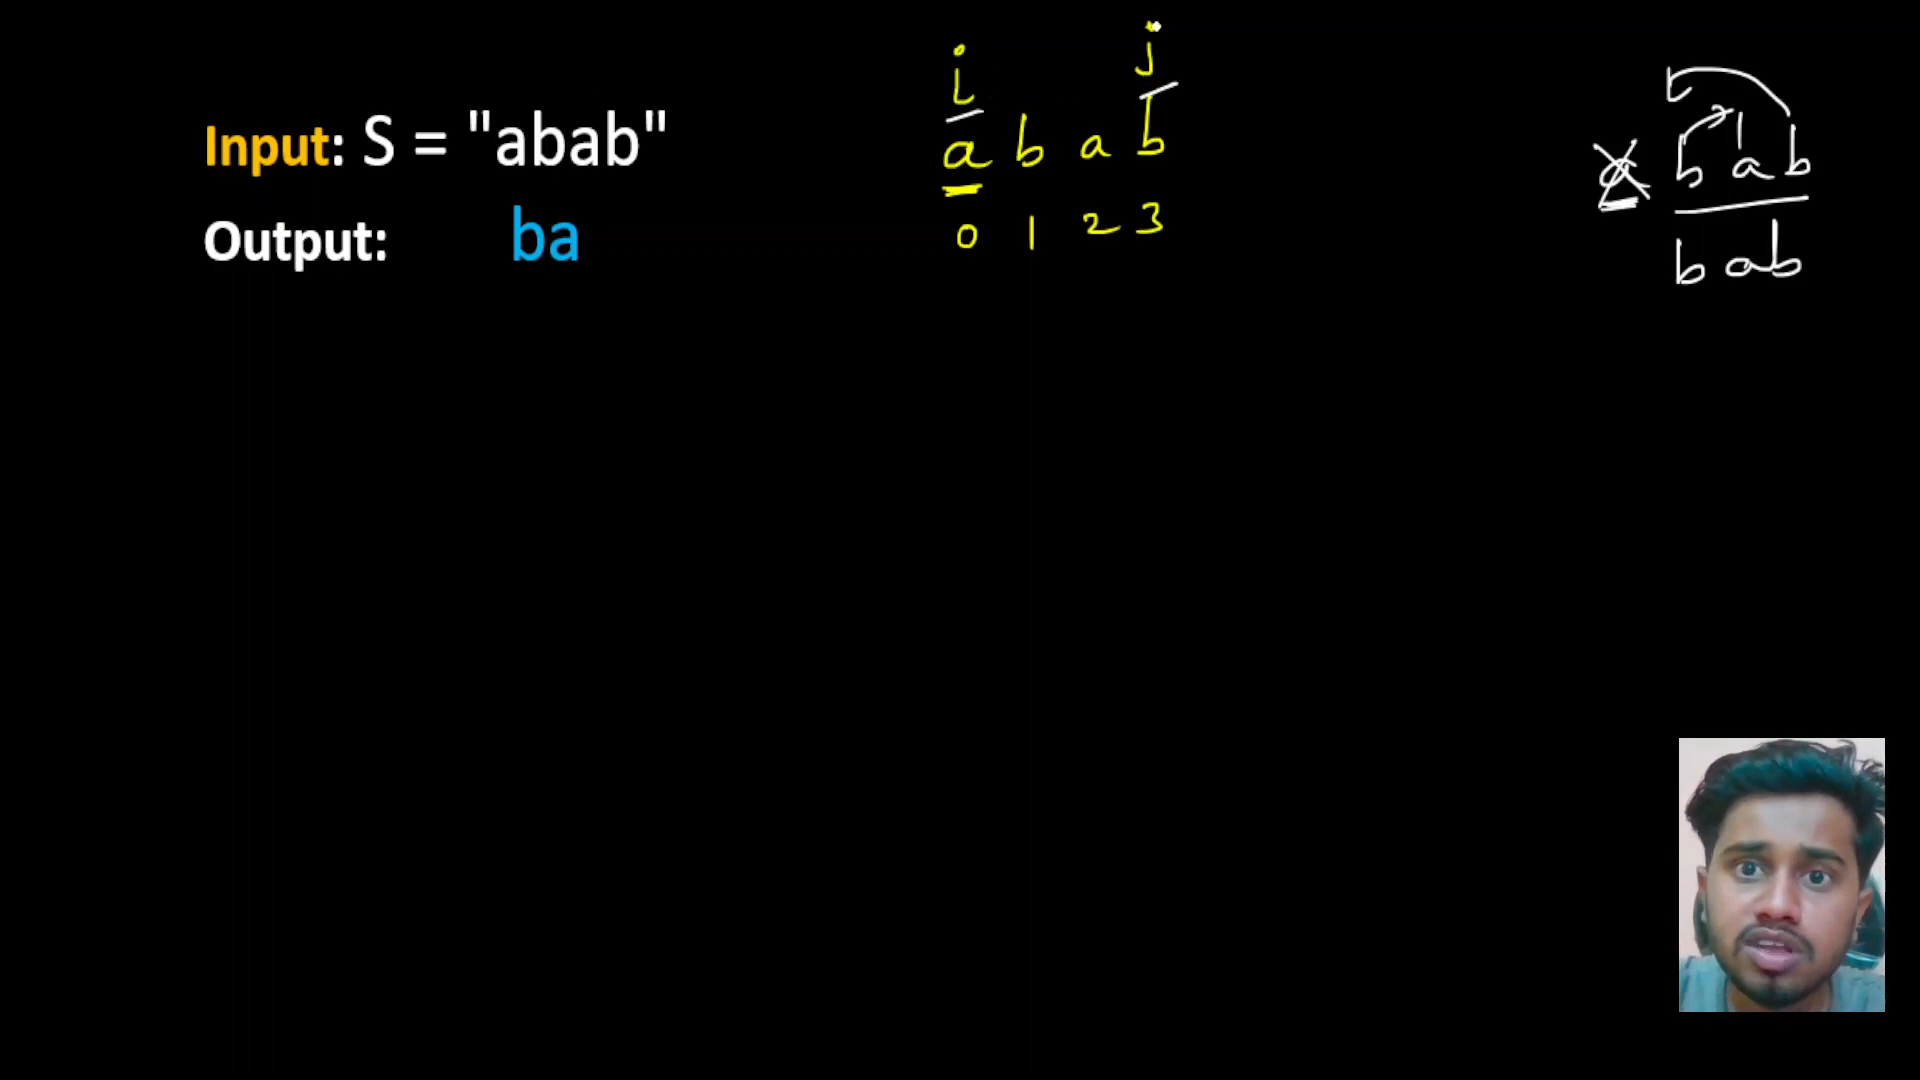 Input: S = "abab"
Output: ba
i j
a b a b
0 1 2 3
a b a b
b a b